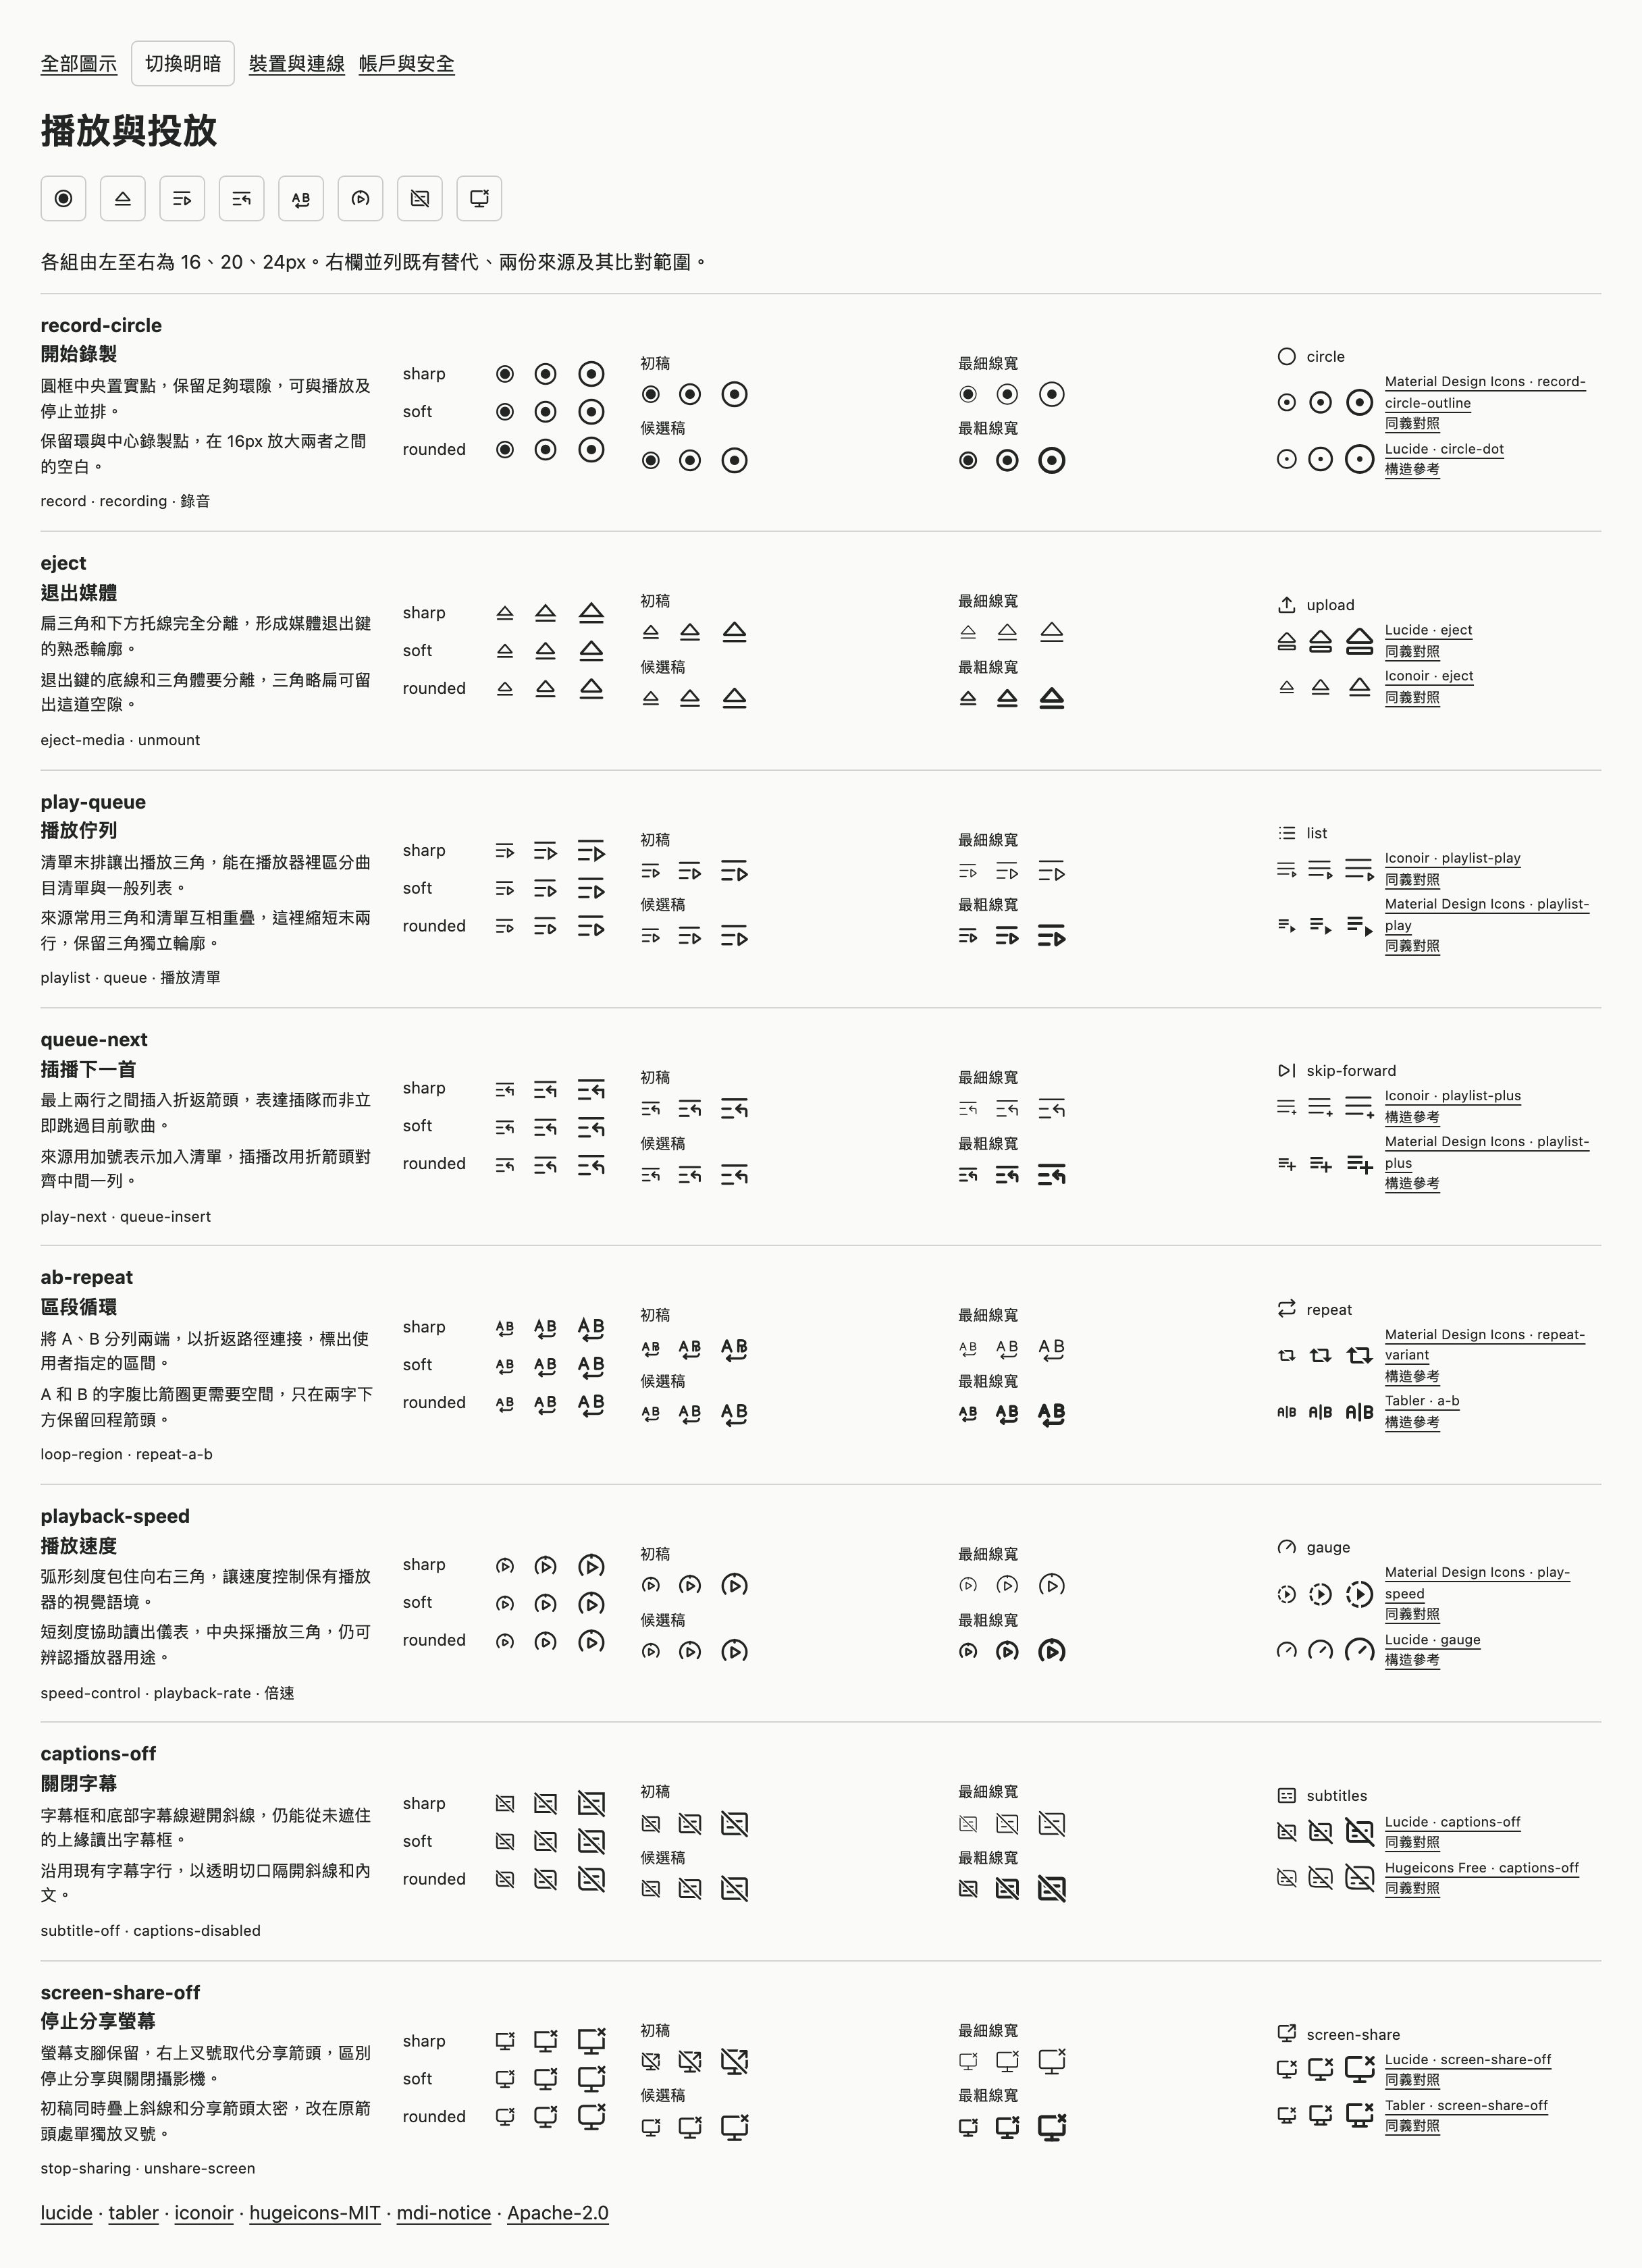 全部圖示 切換明暗 裝置與連線 帳戶與安全
播放與投放
各組由左至右為 16、20、24px。右欄並列既有替代、兩份來源及其比對範圍。
record-circle
開始錄製
圓框中央置實點，保留足夠環隙，可與播放及
停止並排。
保留環與中心錄製點，在 16px 放大兩者之間
的空白。
record · recording · 錄音
sharp
soft
rounded
初稿
候選稿
最細線寬
最粗線寬
circle
Material Design Icons · record-
circle-outline
同義對照
Lucide · circle-dot
構造參考
eject
退出媒體
扁三角和下方托線完全分離，形成媒體退出鍵
的熟悉輪廓。
退出鍵的底線和三角體要分離，三角略扁可留
出這道空隙。
eject-media · unmount
sharp
soft
rounded
初稿
候選稿
最細線寬
最粗線寬
upload
Lucide · eject
同義對照
Iconoir · eject
同義對照
play-queue
播放佇列
清單末排讓出播放三角，能在播放器裡區分曲
目清單與一般列表。
來源常用三角和清單互相重疊，這裡縮短末兩
行，保留三角獨立輪廓。
playlist · queue · 播放清單
sharp
soft
rounded
初稿
候選稿
最細線寬
最粗線寬
list
Iconoir · playlist-play
同義對照
Material Design Icons · playlist-
play
同義對照
queue-next
插播下一首
最上兩行之間插入折返箭頭，表達插隊而非立
即跳過目前歌曲。
來源用加號表示加入清單，插播改用折箭頭對
齊中間一列。
play-next · queue-insert
sharp
soft
rounded
初稿
候選稿
最細線寬
最粗線寬
skip-forward
Iconoir · playlist-plus
構造參考
Material Design Icons · playlist-
plus
構造參考
ab-repeat
區段循環
將 A、B 分列兩端，以折返路徑連接，標出使
用者指定的區間。
A 和 B 的字腹比箭圈更需要空間，只在兩字下
方保留回程箭頭。
loop-region · repeat-a-b
sharp
soft
rounded
初稿
候選稿
最細線寬
最粗線寬
repeat
Material Design Icons · repeat-
variant
構造參考
Tabler · a-b
構造參考
playback-speed
播放速度
弧形刻度包住向右三角，讓速度控制保有播放
器的視覺語境。
短刻度協助讀出儀表，中央採播放三角，仍可
辨認播放器用途。
speed-control · playback-rate · 倍速
sharp
soft
rounded
初稿
候選稿
最細線寬
最粗線寬
gauge
Material Design Icons · play-
speed
同義對照
Lucide · gauge
構造參考
captions-off
關閉字幕
字幕框和底部字幕線避開斜線，仍能從未遮住
的上緣讀出字幕框。
沿用現有字幕字行，以透明切口隔開斜線和內
文。
subtitle-off · captions-disabled
sharp
soft
rounded
初稿
候選稿
最細線寬
最粗線寬
subtitles
Lucide · captions-off
同義對照
Hugeicons Free · captions-off
同義對照
screen-share-off
停止分享螢幕
螢幕支腳保留，右上叉號取代分享箭頭，區別
停止分享與關閉攝影機。
初稿同時疊上斜線和分享箭頭太密，改在原箭
頭處單獨放叉號。
stop-sharing · unshare-screen
sharp
soft
rounded
初稿
候選稿
最細線寬
最粗線寬
screen-share
Lucide · screen-share-off
同義對照
Tabler · screen-share-off
同義對照
lucide · tabler · iconoir · hugeicons-MIT · mdi-notice · Apache-2.0